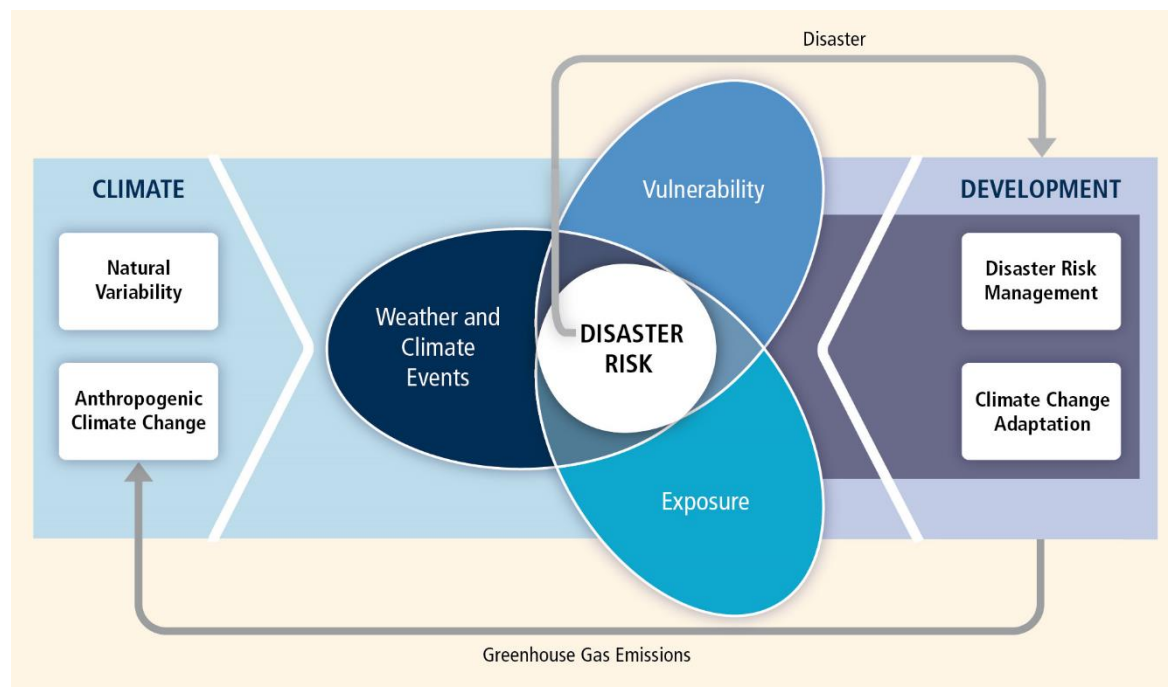 Disaster
CLIMATE
Natural
Variability
Anthropogenic
Climate Change
Vulnerability
Weather and
Climate
Events
DISASTER
RISK
Exposure
DEVELOPMENT
Disaster Risk
Management
Climate Change
Adaptation
Greenhouse Gas Emissions